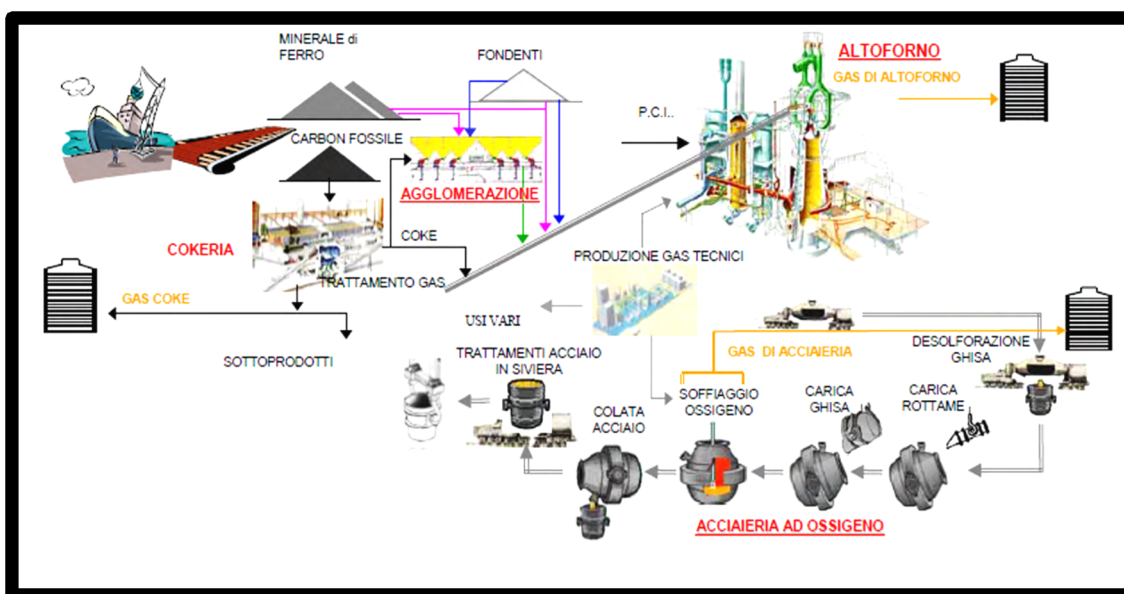 MINERALE di
FERRO
FONDENTI
ALTOFORNO
GAS DI ALTOFORNO
P.C.I..
CARBON FOSSILE
AGGLOMERAZIONE
COKERIA
COKE
TRATTAMENTO GAS
PRODUZIONE GAS TECNICI
GAS COKE
USI VARI
SOTTOPRODOTTI
TRATTAMENTI ACCIAIO
IN SIVIERA
GAS DI ACCIAIERIA
DESOLFORAZIONE
GHISA
SOFFIAGGIO
OSSIGENO
CARICA
GHISA
CARICA
ROTTAME
COLATA
ACCIAIO
ACCIAIERIA AD OSSIGENO